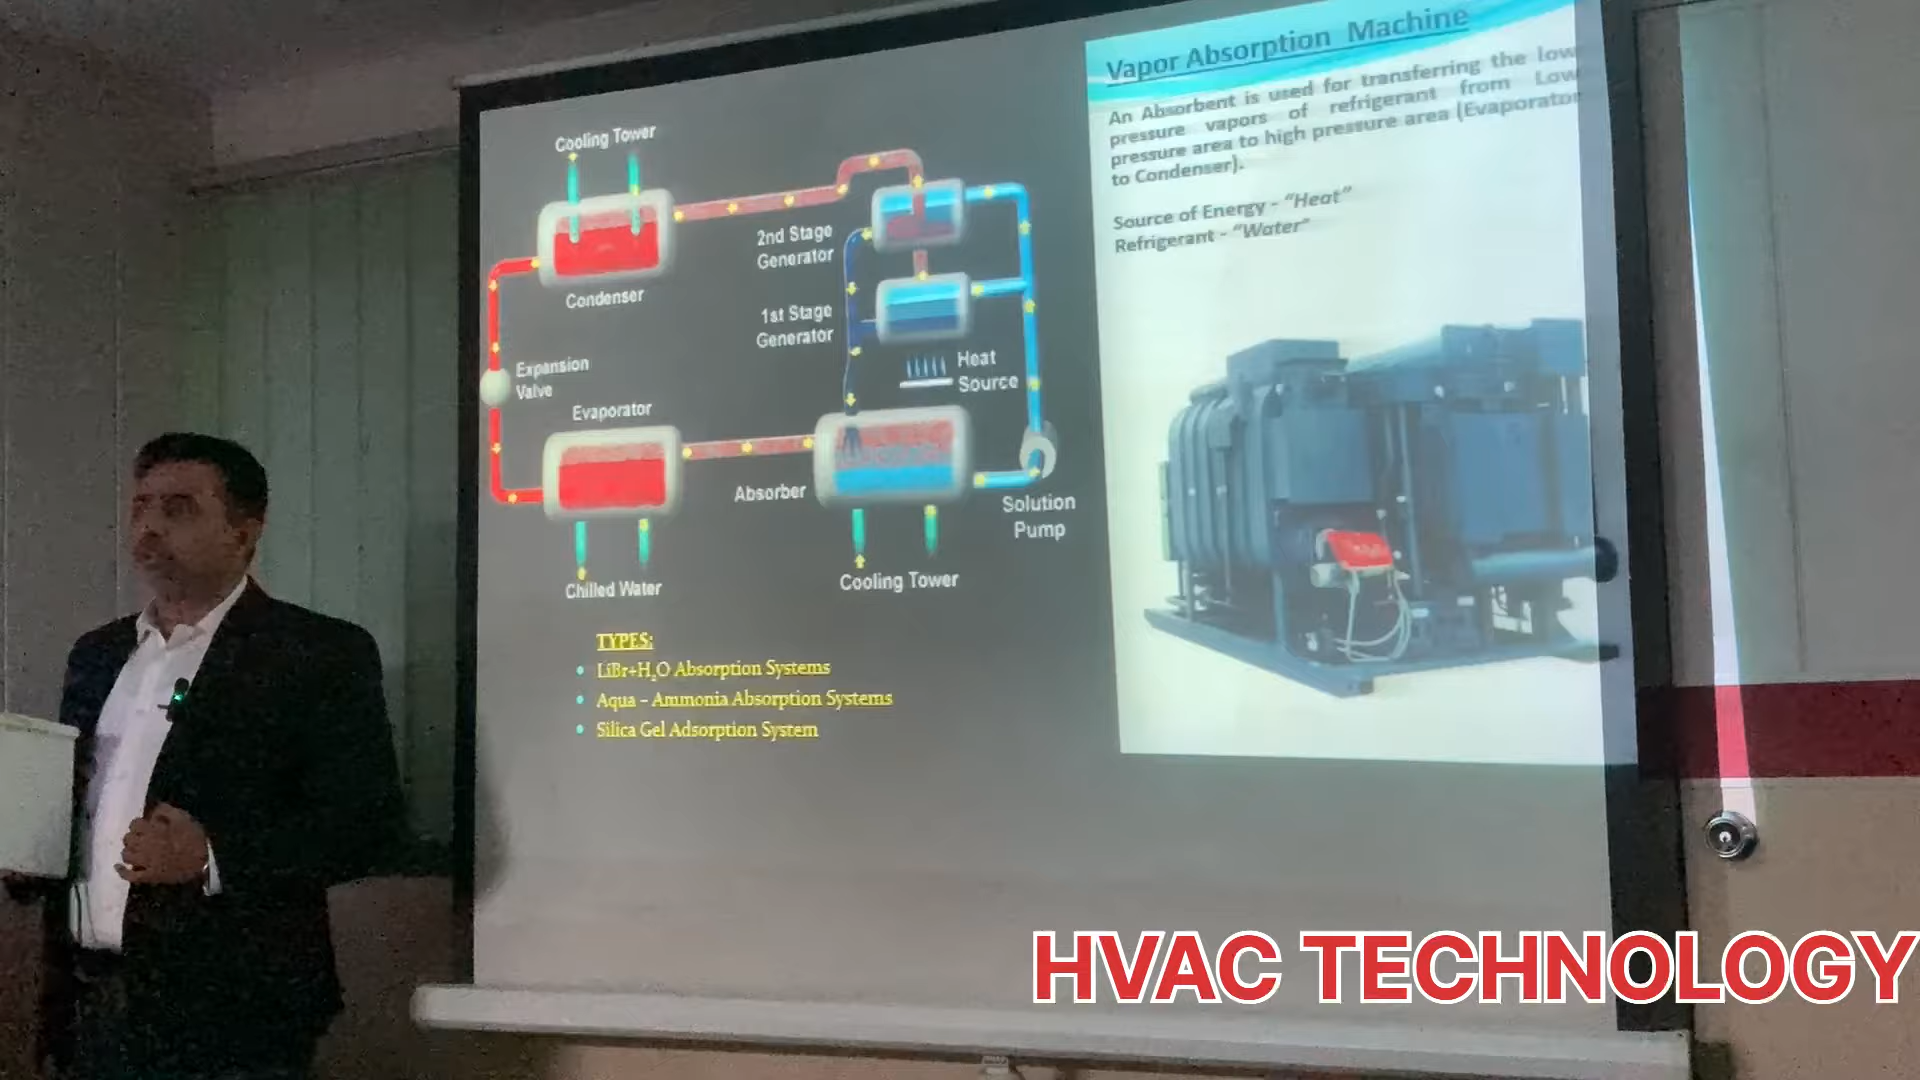 Cooling Tower
Condenser
2nd Stage
Generator
1st Stage
Generator
Heat
Source
Expansion
Valve
Evaporator
Absorber
Solution
Pump
Chilled Water
Cooling Tower
TYPES:
• LiBr+H₂O Absorption Systems
• Aqua – Ammonia Absorption Systems
• Silica Gel Adsorption System
Vapor Absorption Machine
An Absorbent is used for transferring the low
pressure vapors of refrigerant from Low
pressure area to high pressure area (Evaporator
to Condenser).
Source of Energy - “Heat”
Refrigerant - “Water”
HVAC TECHNOLOGY